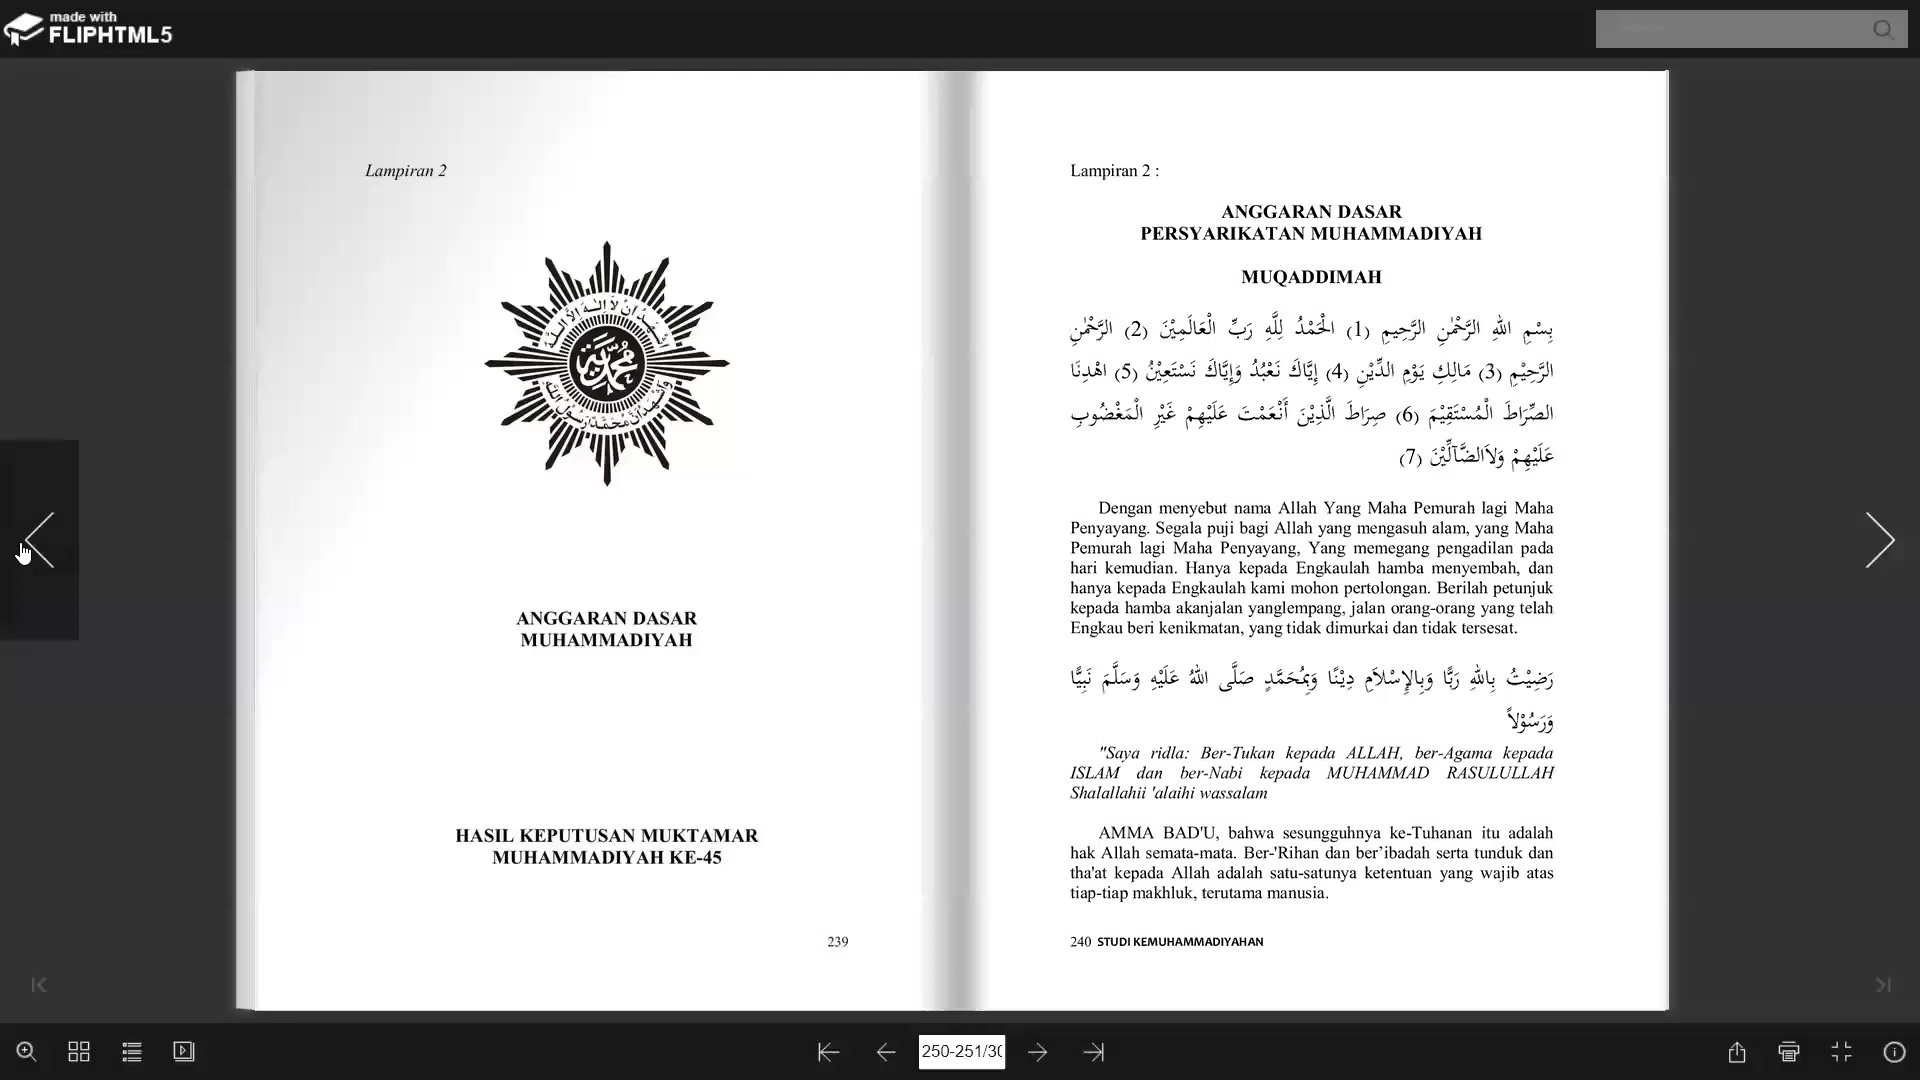 made with
FLIPHTML5
Lampiran 2
ANGGARAN DASAR
MUHAMMADIYAH
HASIL KEPUTUSAN MUKTAMAR
MUHAMMADIYAH KE-45
239
Lampiran 2 :
ANGGARAN DASAR
PERSYARIKATAN MUHAMMADIYAH
MUQADDIMAH
بِسْمِ اللهِ الرَّحْمٰنِ الرَّحِيمِ (1) الْحَمْدُ لِلَّهِ رَبِّ الْعَالَمِيْنَ (2) الرَّحْمٰنِ
الرَّحِيْمِ (3) مَالِكِ يَوْمِ الدِّيْنِ (4) إِيَّاكَ نَعْبُدُ وَإِيَّاكَ نَسْتَعِيْنُ (5) اهْدِنَا
الصِّرَاطَ الْمُسْتَقِيْمَ (6) صِرَاطَ الَّذِيْنَ أَنْعَمْتَ عَلَيْهِمْ غَيْرِ الْمَغْضُوبِ
عَلَيْهِمْ وَلاَالضَّآلِّيْنَ (7)
Dengan menyebut nama Allah Yang Maha Pemurah lagi Maha
Penyayang. Segala puji bagi Allah yang mengasuh alam, yang Maha
Pemurah lagi Maha Penyayang, Yang memegang pengadilan pada
hari kemudian. Hanya kepada Engkaulah hamba menyembah, dan
hanya kepada Engkaulah kami mohon pertolongan. Berilah petunjuk
kepada hamba akanjalan yanglempang, jalan orang-orang yang telah
Engkau beri kenikmatan, yang tidak dimurkai dan tidak tersesat.
رَضِيْتُ بِاللهِ رَبًّا وَبِالإِسْلاَمِ دِيْنًا وَبِمُحَمَّدٍ صَلَّى اللهُ عَلَيْهِ وَسَلَّمَ نَبِيًّا
وَرَسُوْلاً
"Saya ridla: Ber-Tukan kepada ALLAH, ber-Agama kepada
ISLAM dan ber-Nabi kepada MUHAMMAD RASULULLAH
Shalallahii 'alaihi wassalam
AMMA BAD'U, bahwa sesungguhnya ke-Tuhanan itu adalah
hak Allah semata-mata. Ber-'Rihan dan ber’ibadah serta tunduk dan
tha'at kepada Allah adalah satu-satunya ketentuan yang wajib atas
tiap-tiap makhluk, terutama manusia.
240 STUDI KEMUHAMMADIYAHAN
250-251/30